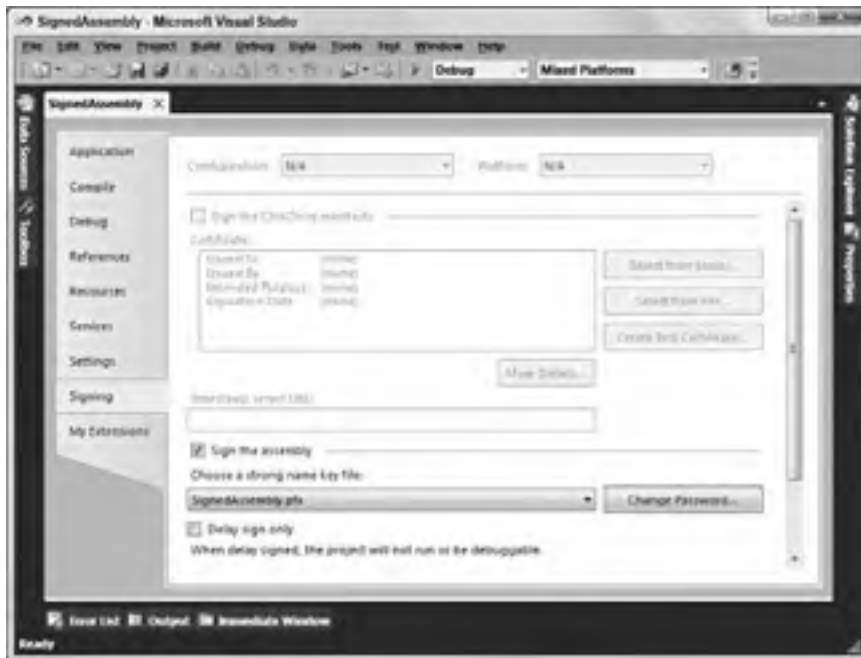 SignedAssembly - Microsoft Visual Studio
File Edit View Project Build Debug Data Tools Test Window Help
Debug Mixed Platforms
SignedAssembly
Data Sources
Toolbox
Solution Explorer
Properties
Application
Compile
Debug
References
Resources
Services
Settings
Signing
My Extensions
Configuration: N/A Platform: N/A
Sign the ClickOnce manifests
Certificate:
Issued To (none)
Issued By (none)
Intended Purpose (none)
Expiration Date (none)
Select from Store...
Select from File...
Create Test Certificate...
More Details...
Timestamp server URL:
Sign the assembly
Choose a strong name key file:
SignedAssembly.pfx Change Password...
Delay sign only
When delay signed, the project will not run or be debuggable.
Error List Output Immediate Window
Ready